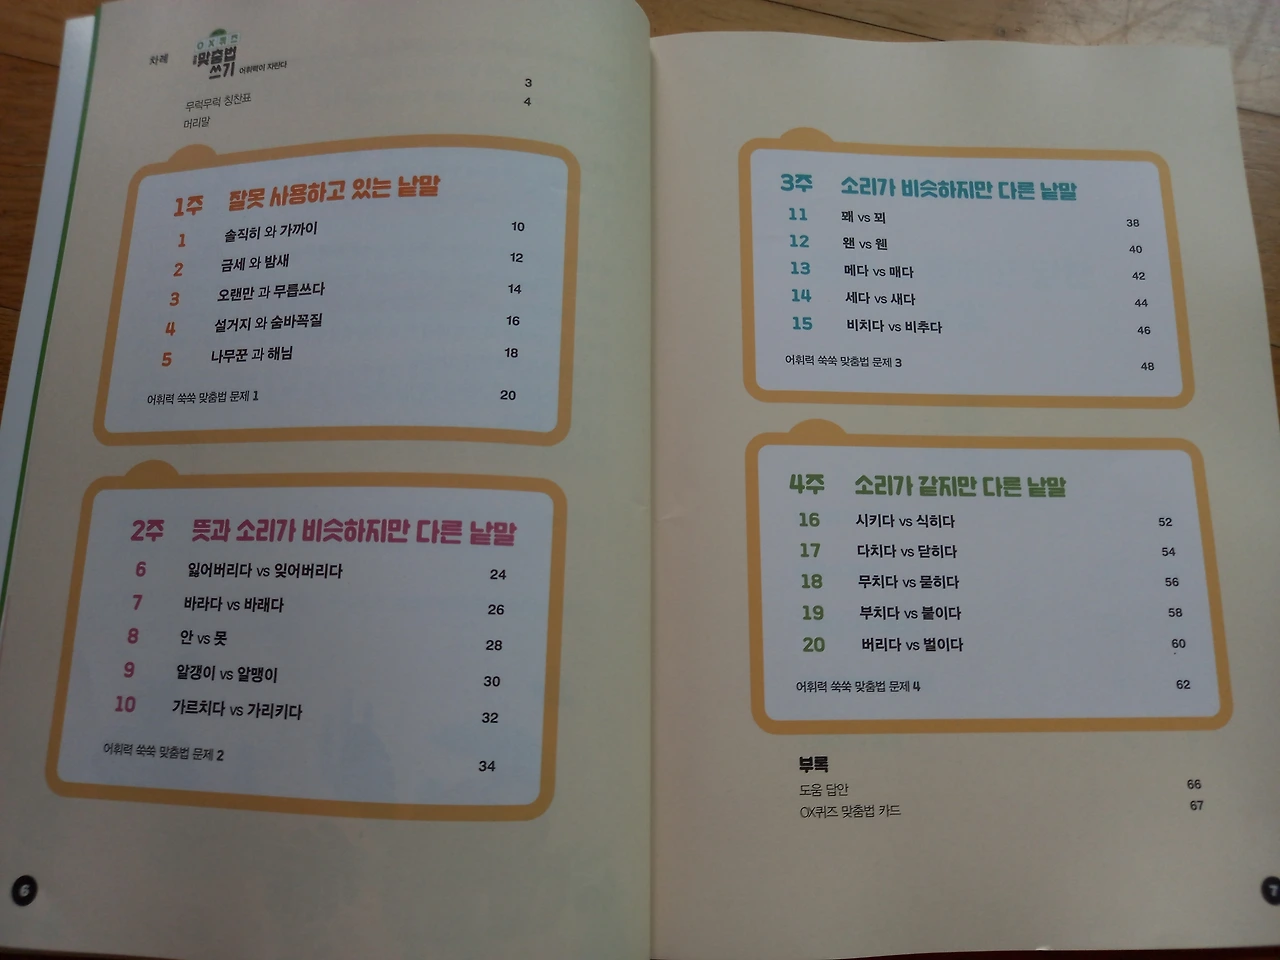 차례
OX퀴즈
맞춤법
쓰기 어휘력이 자란다
무럭무럭 칭찬표 3
머리말 4
1주 잘못 사용하고 있는 낱말
1 솔직히 와 가까이 10
2 금세 와 밤새 12
3 오랜만 과 무릅쓰다 14
4 설거지 와 숨바꼭질 16
5 나무꾼 과 해님 18
어휘력 쑥쑥 맞춤법 문제 1 20
2주 뜻과 소리가 비슷하지만 다른 낱말
6 잃어버리다 vs 잊어버리다 24
7 바라다 vs 바래다 26
8 안 vs 못 28
9 알갱이 vs 알맹이 30
10 가르치다 vs 가리키다 32
어휘력 쑥쑥 맞춤법 문제 2 34
6
3주 소리가 비슷하지만 다른 낱말
11 꽤 vs 꾀 38
12 왠 vs 웬 40
13 메다 vs 매다 42
14 세다 vs 새다 44
15 비치다 vs 비추다 46
어휘력 쑥쑥 맞춤법 문제 3 48
4주 소리가 같지만 다른 낱말
16 시키다 vs 식히다 52
17 다치다 vs 닫히다 54
18 무치다 vs 묻히다 56
19 부치다 vs 붙이다 58
20 버리다 vs 벌이다 60
어휘력 쑥쑥 맞춤법 문제 4 62
부록
도움 답안 66
OX퀴즈 맞춤법 카드 67
7